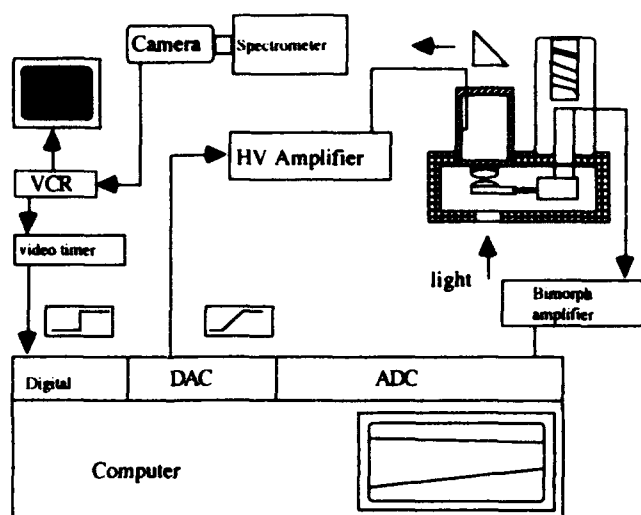 Camera
Spectrometer
HV Amplifier
VCR
video timer
light
Bimorph
amplifier
Digital
DAC
ADC
Computer